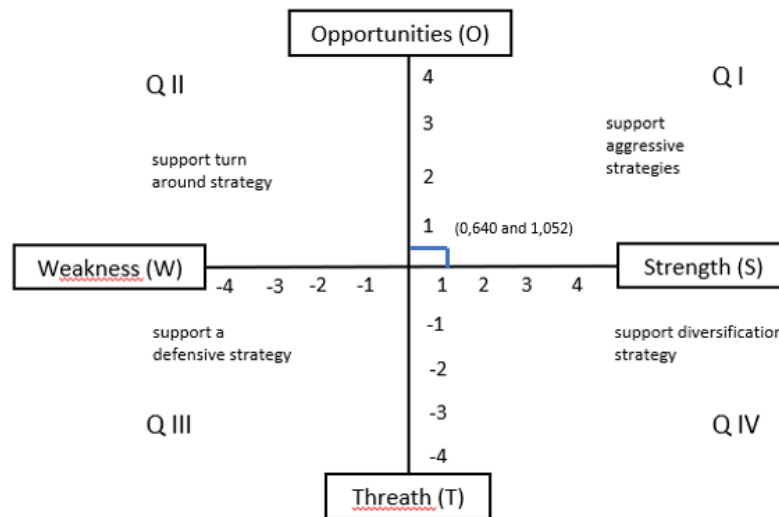 Opportunities (O)
Q II
Q I
4
3
2
1
support turn
around strategy
support
aggressive
strategies
(0,640 and 1,052)
Weakness (W)
Strength (S)
-4 -3 -2 -1 1 2 3 4
support a
defensive strategy
support diversification
strategy
-1
-2
-3
-4
Q III
Q IV
Threath (T)